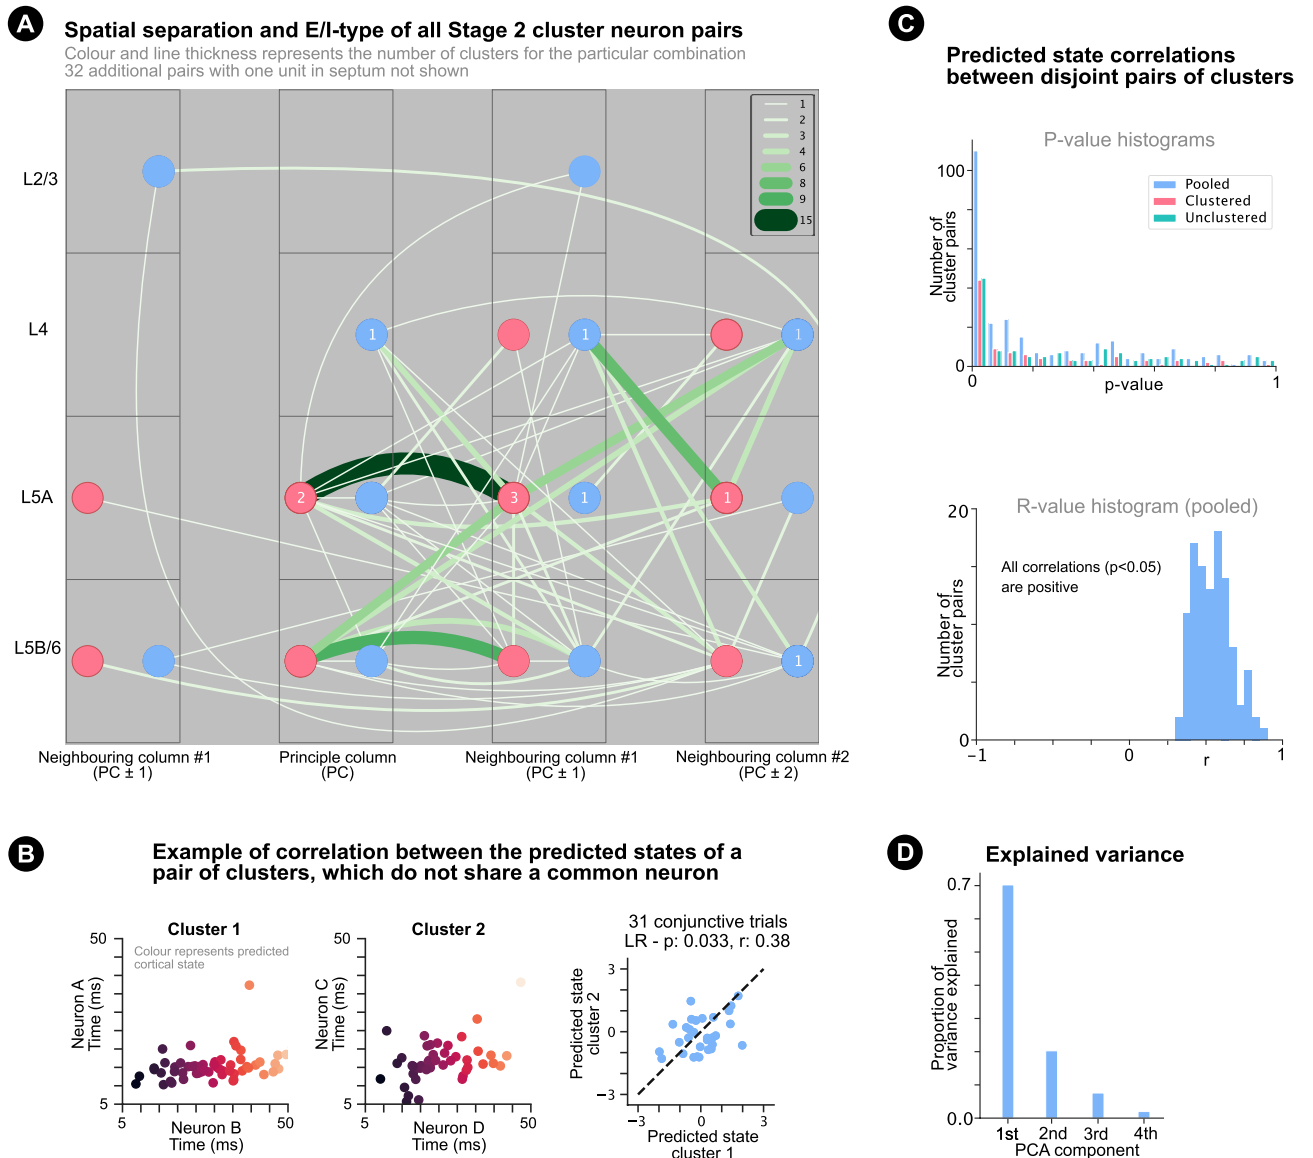 A
Spatial separation and E/I-type of all Stage 2 cluster neuron pairs
Colour and line thickness represents the number of clusters for the particular combination
32 additional pairs with one unit in septum not shown
1
2
3
4
6
8
9
15
L2/3
L4
1
1
1
L5A
2
3
1
1
L5B/6
1
Neighbouring column #1
(PC ± 1)
Principle column
(PC)
Neighbouring column #1
(PC ± 1)
Neighbouring column #2
(PC ± 2)
B
Example of correlation between the predicted states of a
pair of clusters, which do not share a common neuron
Cluster 1
Colour represents predicted
cortical state
50
5
Neuron A
Time (ms)
5
50
Neuron B
Time (ms)
Cluster 2
50
5
Neuron C
Time (ms)
5
50
Neuron D
Time (ms)
31 conjunctive trials
LR - p: 0.033, r: 0.38
3
0
−3
Predicted state
cluster 2
−3
0
3
Predicted state
cluster 1
C
Predicted state correlations
between disjoint pairs of clusters
P-value histograms
100
0
Number of
cluster pairs
Pooled
Clustered
Unclustered
0
1
p-value
R-value histogram (pooled)
20
0
Number of
cluster pairs
All correlations (p<0.05)
are positive
−1
0
1
r
D
Explained variance
0.7
0.0
Proportion of
variance explained
1st
2nd
3rd
4th
PCA component